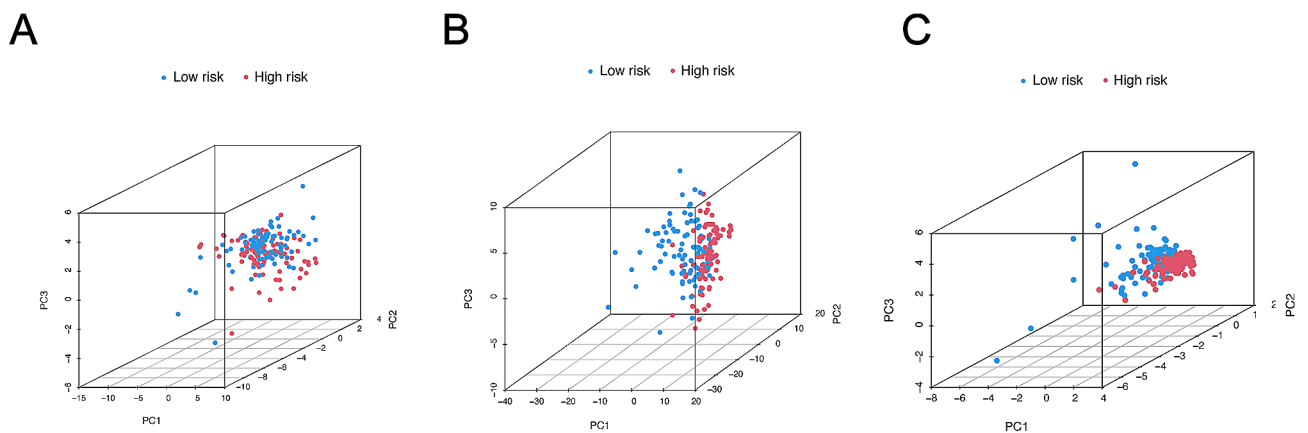 A
Low risk High risk
6
4
2
0
−2
−4
−6
PC3
−15 −10 −5 0 5 10
PC1
−10 −8 −6 −4 −2 0 2 4
PC2
B
Low risk High risk
10
5
0
−5
−10
PC3
−40 −30 −20 −10 0 10 20
PC1
−30 −20 −10 0 10 20
PC2
C
Low risk High risk
6
4
2
0
−2
−4
PC3
−8 −6 −4 −2 0 2 4
PC1
−6 −5 −4 −3 −2 −1 0 1 2
PC2